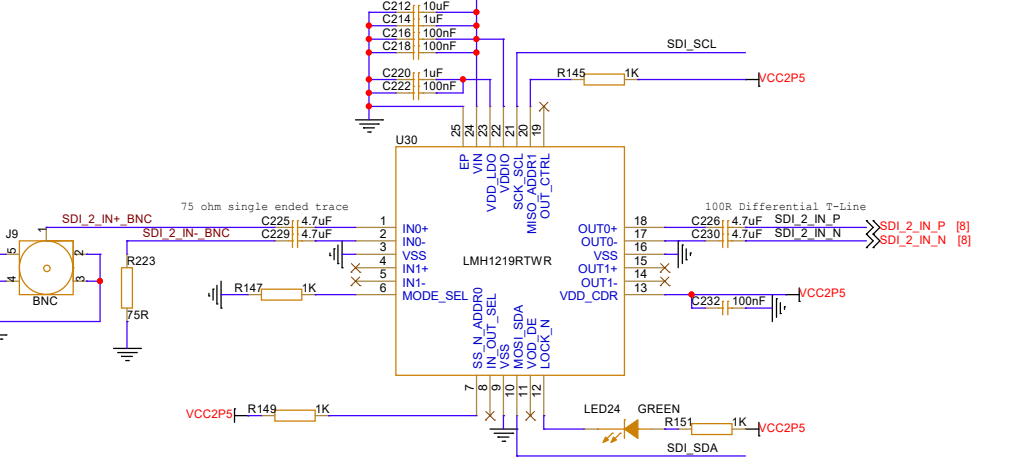 C212 10uF
C214 1uF
C216 100nF
C218 100nF
C220 1uF
C222 100nF
SDI_SCL
R145 1K VCC2P5
25 24 23 22 21 20 19
U30
EP VIN VDD_LDO VDDIO SCK_SCL MISO_ADDR1 OUT_CTRL
75 ohm single ended trace
100R Differential T-Line
SDI_2_IN+_BNC C225 4.7uF 1 IN0+ OUT0+ 18 C226 4.7uF SDI_2_IN_P SDI_2_IN_P [8]
SDI_2_IN-_BNC C229 4.7uF 2 IN0- OUT0- 17 C230 4.7uF SDI_2_IN_N SDI_2_IN_N [8]
J9 1
5 2
4 3
BNC
R223
75R
3 VSS VSS 16
4 IN1+ OUT1+ 15
LMH1219RTWR
5 IN1- OUT1- 14
R147 1K 6 MODE_SEL VDD_CDR 13 VCC2P5
C232 100nF
SS_N_ADDR0 IN_OUT_SEL VSS MOSI_SDA VOD_DE LOCK_N
7 8 9 10 11 12
VCC2P5 R149 1K
LED24 GREEN
R151 1K VCC2P5
SDI_SDA